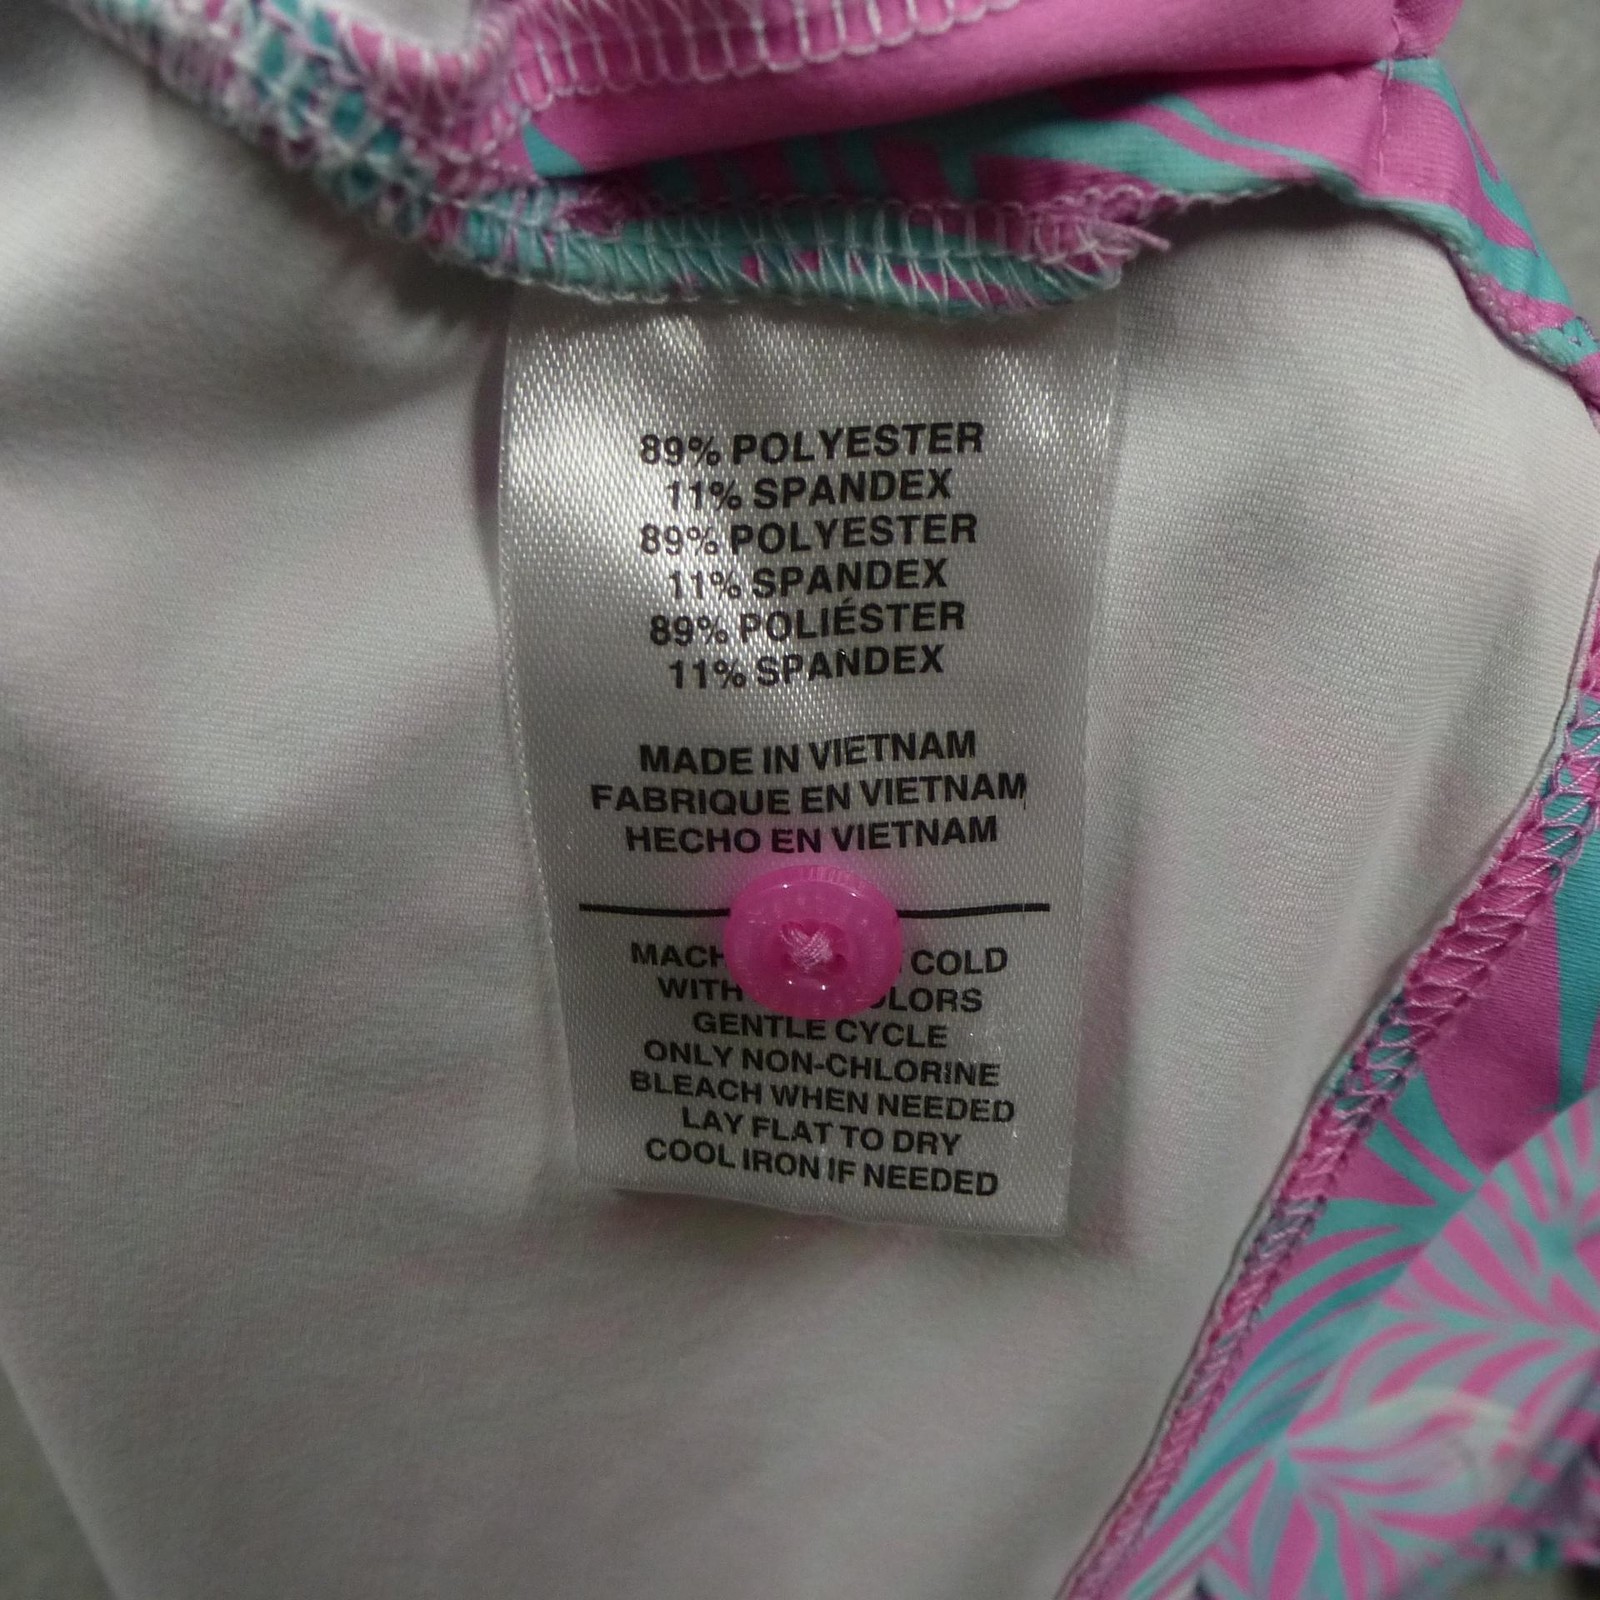 89% POLYESTER
11% SPANDEX
89% POLYESTER
11% SPANDEX
89% POLIÉSTER
11% SPANDEX
MADE IN VIETNAM
FABRIQUE EN VIETNAM
HECHO EN VIETNAM
COLD
WITH
GENTLE CYCLE
ONLY NON-CHLORINE
BLEACH WHEN NEEDED
LAY FLAT TO DRY
COOL IRON IF NEEDED